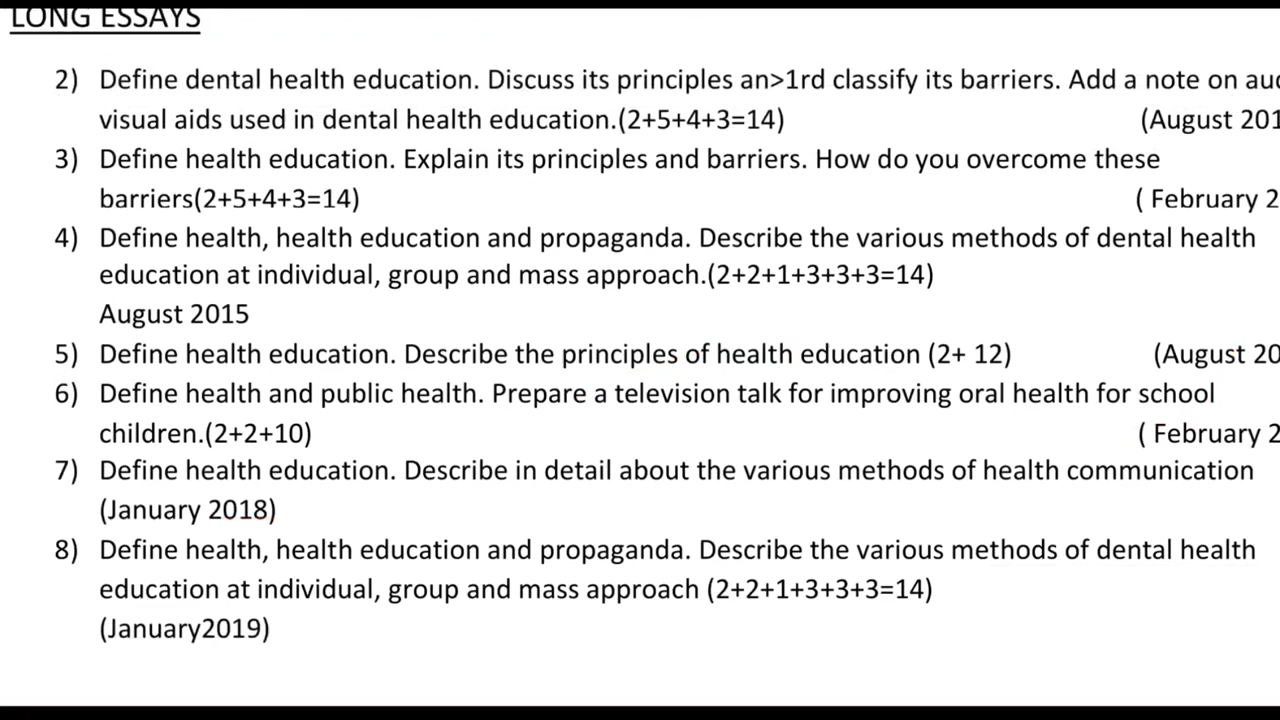 LONG ESSAYS
2) Define dental health education. Discuss its principles an>1rd classify its barriers. Add a note on
visual aids used in dental health education.(2+5+4+3=14) (August
3) Define health education. Explain its principles and barriers. How do you overcome these
barriers(2+5+4+3=14) ( February
4) Define health, health education and propaganda. Describe the various methods of dental health
education at individual, group and mass approach.(2+2+1+3+3+3=14)
August 2015
5) Define health education. Describe the principles of health education (2+ 12) (August
6) Define health and public health. Prepare a television talk for improving oral health for school
children.(2+2+10) ( February
7) Define health education. Describe in detail about the various methods of health communication
(January 2018)
8) Define health, health education and propaganda. Describe the various methods of dental health
education at individual, group and mass approach (2+2+1+3+3+3=14)
(January2019)